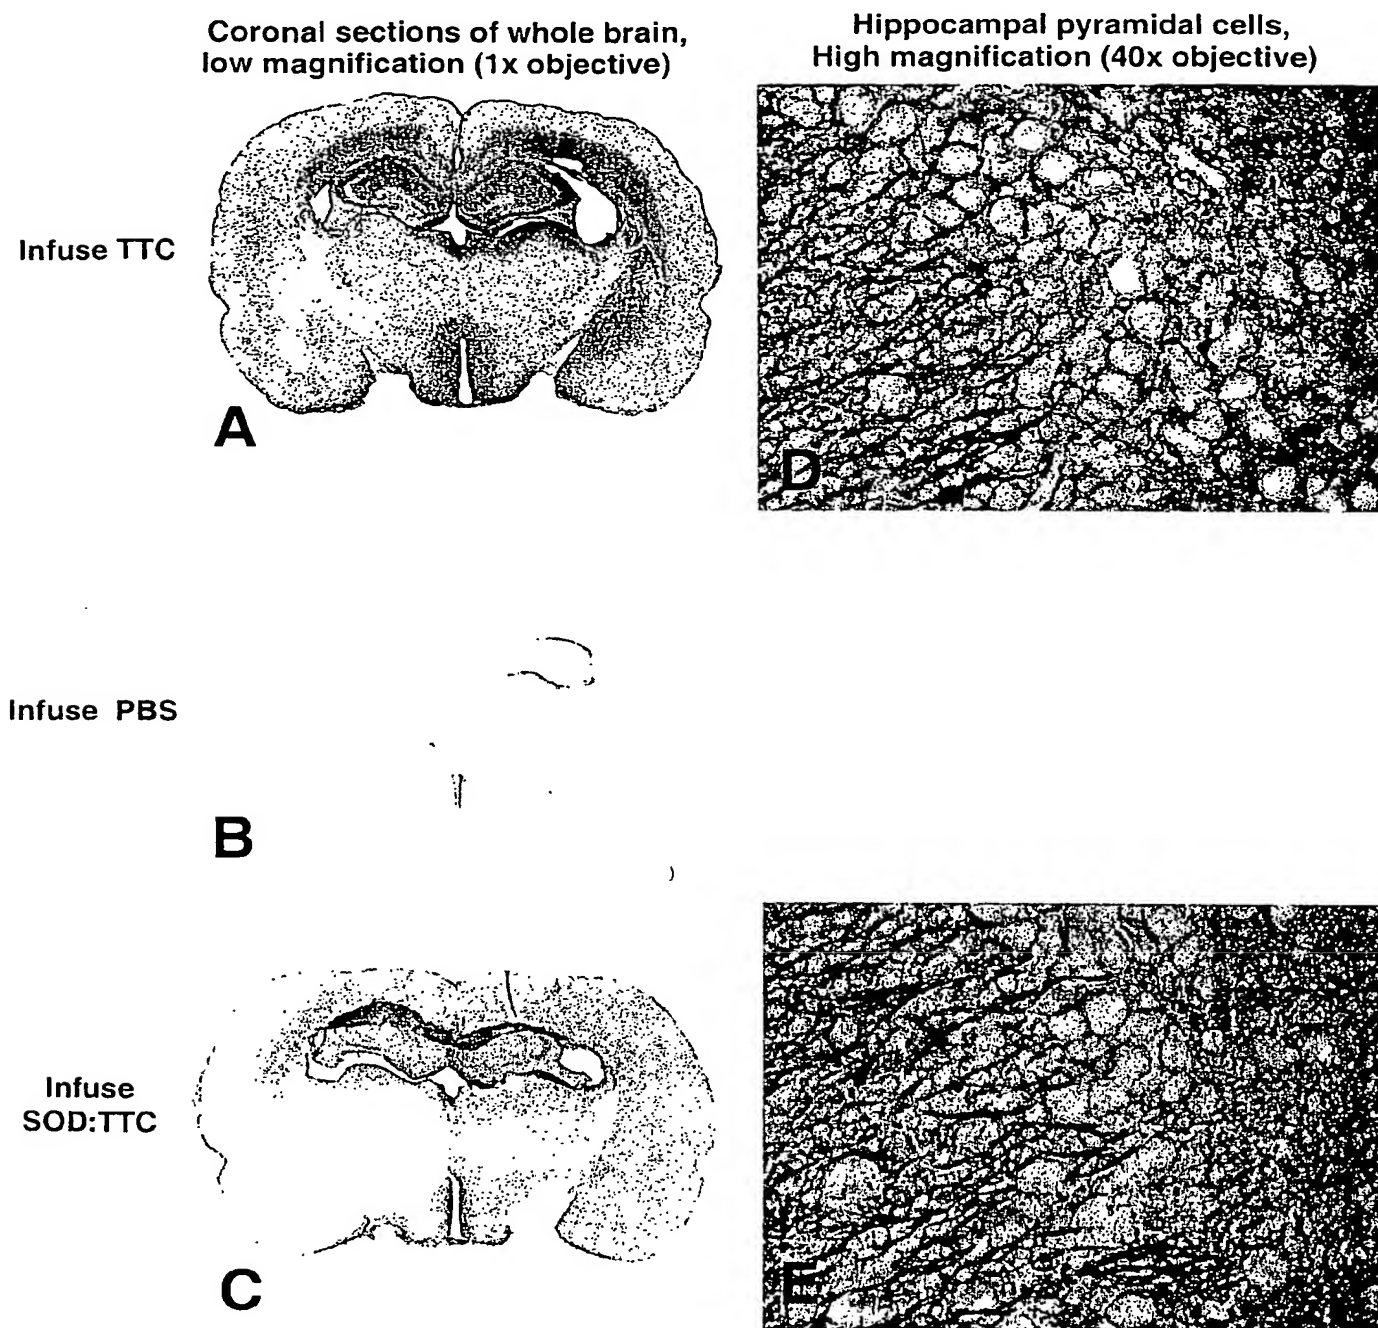 Coronal sections of whole brain,
low magnification (1x objective)
Hippocampal pyramidal cells,
High magnification (40x objective)
Infuse TTC
A
D
Infuse PBS
B
Infuse
SOD:TTC
C
E